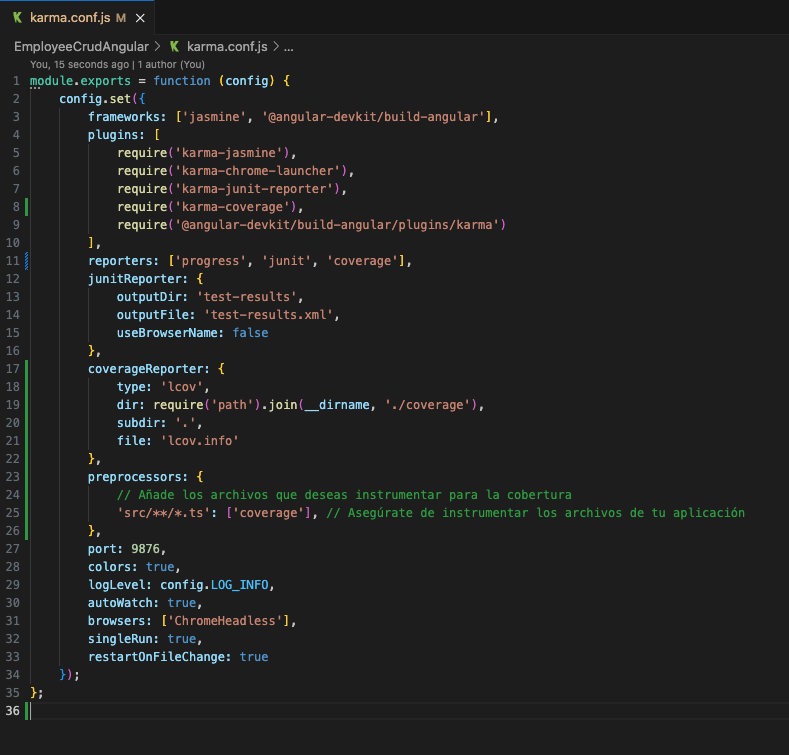 karma.conf.js M ×
EmployeeCrudAngular > karma.conf.js > ...
You, 15 seconds ago | 1 author (You)
1 module.exports = function (config) {
2 config.set({
3 frameworks: ['jasmine', '@angular-devkit/build-angular'],
4 plugins: [
5 require('karma-jasmine'),
6 require('karma-chrome-launcher'),
7 require('karma-junit-reporter'),
8 require('karma-coverage'),
9 require('@angular-devkit/build-angular/plugins/karma')
10 ],
11 reporters: ['progress', 'junit', 'coverage'],
12 junitReporter: {
13 outputDir: 'test-results',
14 outputFile: 'test-results.xml',
15 useBrowserName: false
16 },
17 coverageReporter: {
18 type: 'lcov',
19 dir: require('path').join(__dirname, './coverage'),
20 subdir: '.',
21 file: 'lcov.info'
22 },
23 preprocessors: {
24 // Añade los archivos que deseas instrumentar para la cobertura
25 'src/**/*.ts': ['coverage'], // Asegúrate de instrumentar los archivos de tu aplicación
26 },
27 port: 9876,
28 colors: true,
29 logLevel: config.LOG_INFO,
30 autoWatch: true,
31 browsers: ['ChromeHeadless'],
32 singleRun: true,
33 restartOnFileChange: true
34 });
35 };
36